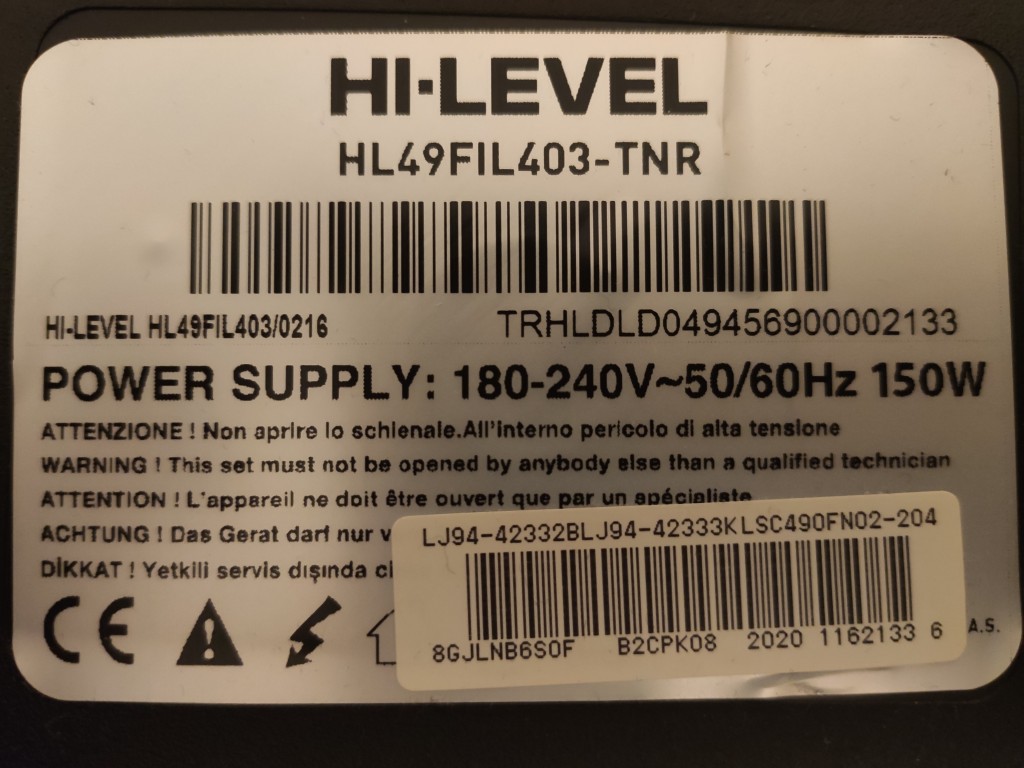 HI-LEVEL
HL49FIL403-TNR
HI-LEVEL HL49FIL403/0216 TRHLDLD049456900002133
POWER SUPPLY: 180-240V~50/60Hz 150W
ATTENZIONE ! Non aprire lo schienale.All'interno pericolo di alta tensione
WARNING ! This set must not be opened by anybody else than a qualified technician
ATTENTION ! L'appareil ne doit être ouvert que par un spécialiste
ACHTUNG ! Das Gerat darf nur v
DİKKAT ! Yetkili servis dışında ci
LJ94-42332BLJ94-42333KLSC490FN02-204
8GJLNB6S0F B2CPK08 2020 1162133 6
CE
A.S.